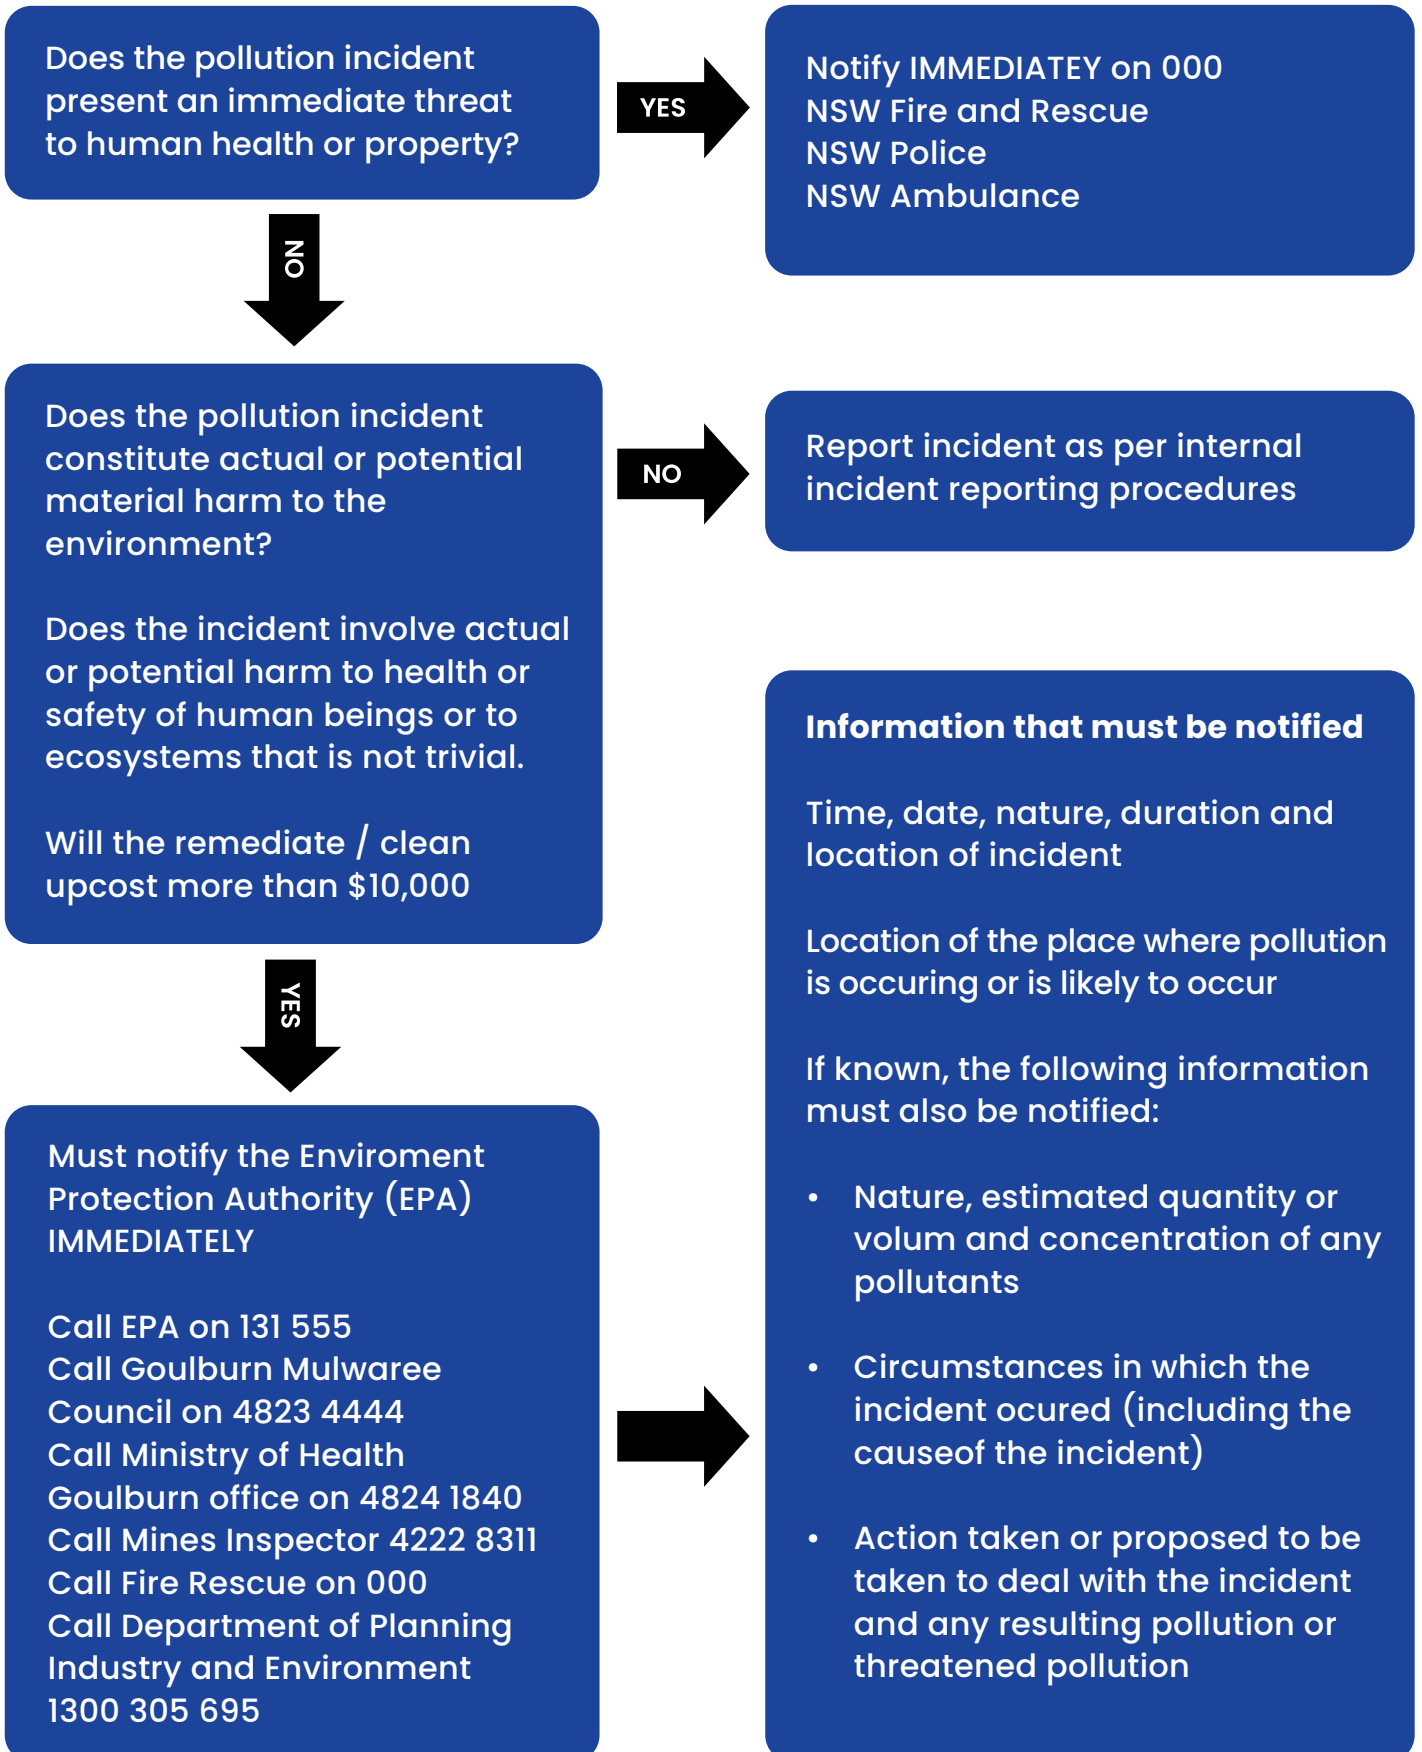 Does the pollution incident
present an immediate threat
to human health or property?
YES
Notify IMMEDIATEY on 000
NSW Fire and Rescue
NSW Police
NSW Ambulance
NO
Does the pollution incident
constitute actual or potential
material harm to the
environment?
Does the incident involve actual
or potential harm to health or
safety of human beings or to
ecosystems that is not trivial.
Will the remediate / clean
upcost more than $10,000
NO
Report incident as per internal
incident reporting procedures
YES
Must notify the Enviroment
Protection Authority (EPA)
IMMEDIATELY
Call EPA on 131 555
Call Goulburn Mulwaree
Council on 4823 4444
Call Ministry of Health
Goulburn office on 4824 1840
Call Mines Inspector 4222 8311
Call Fire Rescue on 000
Call Department of Planning
Industry and Environment
1300 305 695
Information that must be notified
Time, date, nature, duration and
location of incident
Location of the place where pollution
is occuring or is likely to occur
If known, the following information
must also be notified:
• Nature, estimated quantity or
volum and concentration of any
pollutants
• Circumstances in which the
incident ocured (including the
causeof the incident)
• Action taken or proposed to be
taken to deal with the incident
and any resulting pollution or
threatened pollution